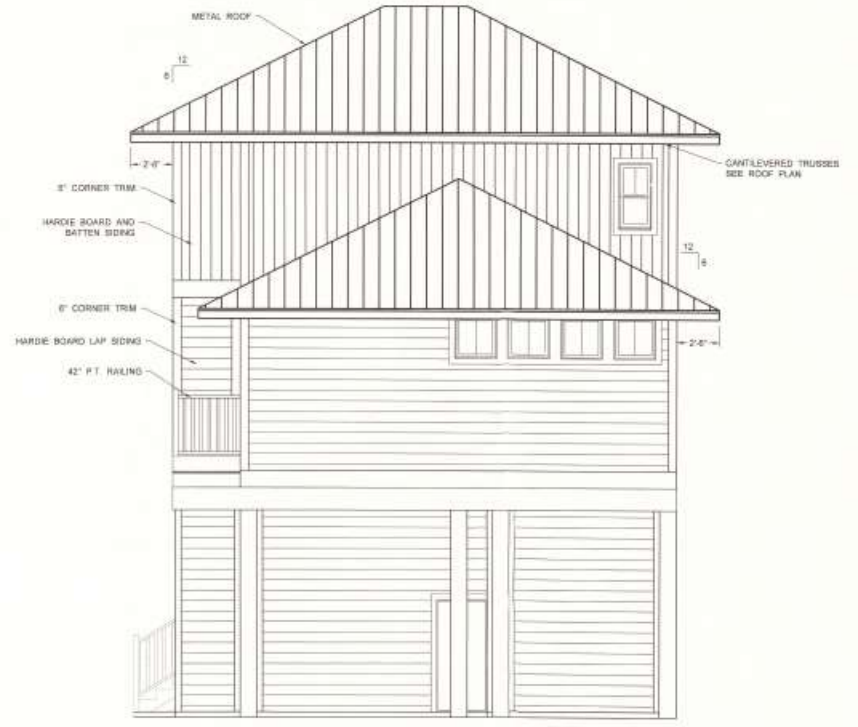 METAL ROOF
12
6
2'-6"
CANTILEVERED TRUSSES
SEE ROOF PLAN
HARDIE BOARD AND
BATTEN SIDING
12
6
6" CORNER TRIM
HARDIE BOARD LAP SIDING
2'-6"
42" P.T. RAILING